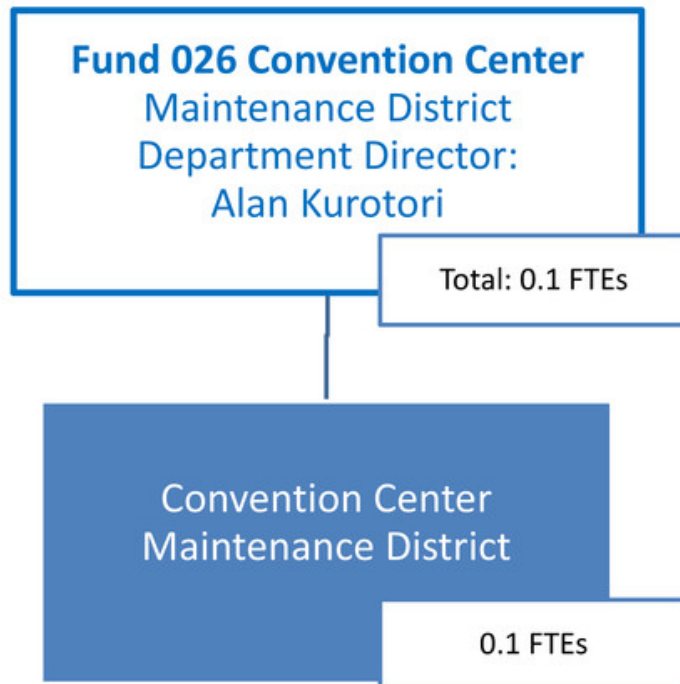 Fund 026 Convention Center
Maintenance District
Department Director:
Alan Kurotori
Total: 0.1 FTEs
Convention Center
Maintenance District
0.1 FTEs